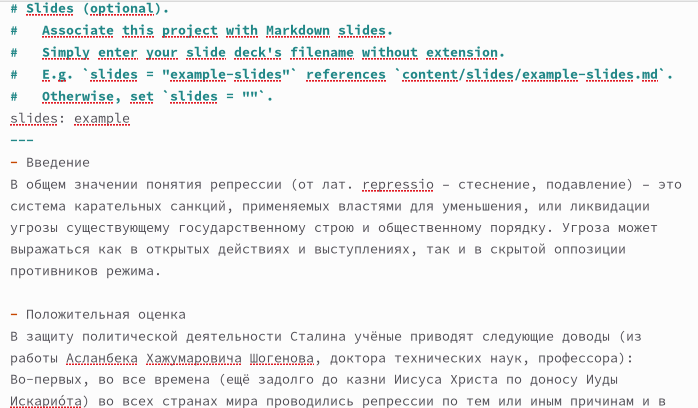 # Slides (optional).
#   Associate this project with Markdown slides.
#   Simply enter your slide deck's filename without extension.
#   E.g. `slides = "example-slides"` references `content/slides/example-slides.md`.
#   Otherwise, set `slides = ""`.
slides: example
---
- Введение
В общем значении понятия репрессии (от лат. repressio – стеснение, подавление) – это
система карательных санкций, применяемых властями для уменьшения, или ликвидации
угрозы существующему государственному строю и общественному порядку. Угроза может
выражаться как в открытых действиях и выступлениях, так и в скрытой оппозиции
противников режима.
- Положительная оценка
В защиту политической деятельности Сталина учёные приводят следующие доводы (из
работы Асланбека Хажумаровича Шогенова, доктора технических наук, профессора):
Во-первых, во все времена (ещё задолго до казни Иисуса Христа по доносу Иуды
Искарио́та) во всех странах мира проводились репрессии по тем или иным причинам и в